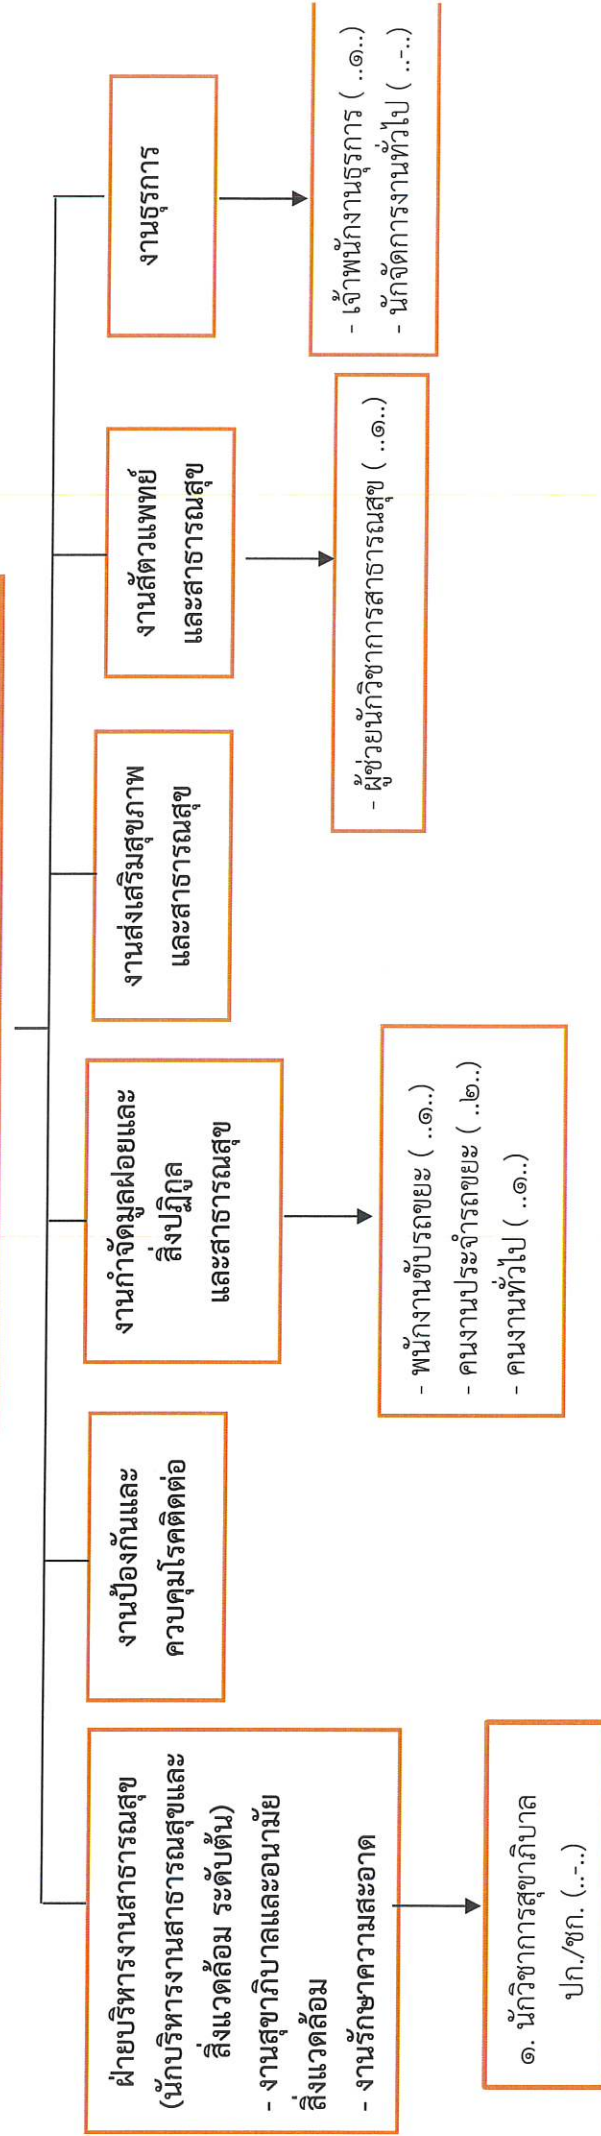 ฝ่ายบริหารงานสาธารณสุข
(นักบริหารงานสาธารณสุขและ
สิ่งแวดล้อม ระดับต้น)
- งานสุขาภิบาลและอนามัย
สิ่งแวดล้อม
- งานรักษาความสะอาด
๑. นักวิชาการสุขาภิบาล
ปก./ชก. (..-..)
งานป้องกันและ
ควบคุมโรคติดต่อ
งานกำจัดมูลฝอยและ
สิ่งปฏิกูล
และสาธารณสุข
- พนักงานขับรถขยะ ( ..๑..)
- คนงานประจำรถขยะ ( ..๒..)
- คนงานทั่วไป ( ..๑..)
งานส่งเสริมสุขภาพ
และสาธารณสุข
งานสัตวแพทย์
และสาธารณสุข
- ผู้ช่วยนักวิชาการสาธารณสุข ( ..๑..)
งานธุรการ
- เจ้าพนักงานธุรการ ( ..๑..)
- นักจัดการงานทั่วไป ( ..-..)